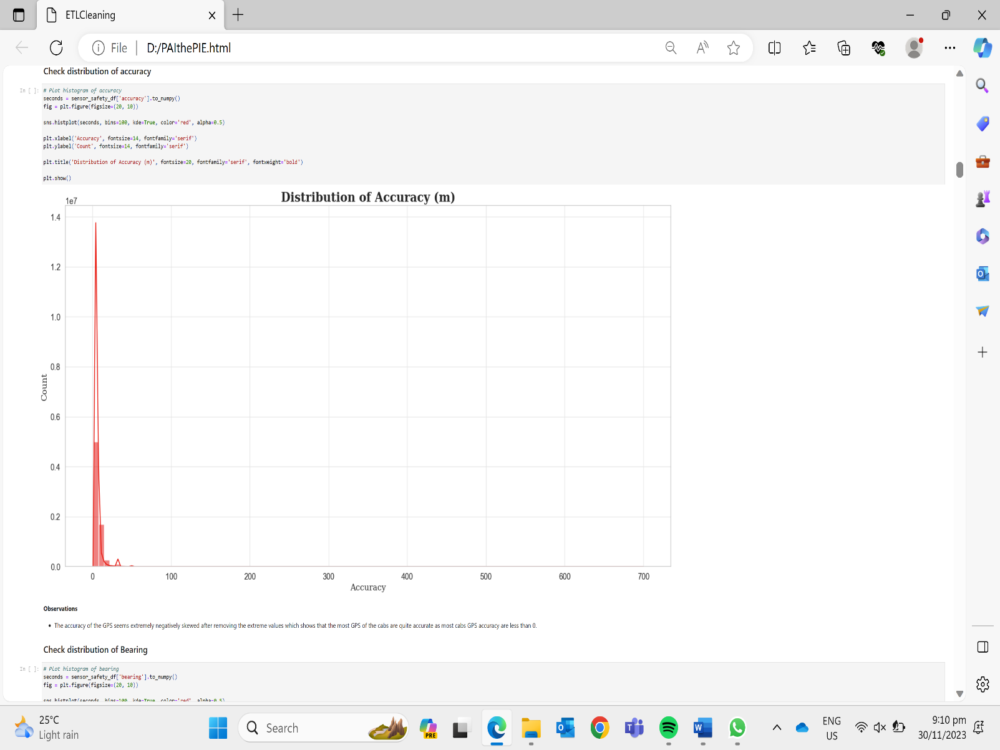 ETLCleaning
File
D:/PAIthePIE.html
Check distribution of accuracy
In [ ]:
# Plot histogram of accuracy
seconds = sensor_safety_df['accuracy'].to_numpy()
fig = plt.figure(figsize=(20, 10))
sns.histplot(seconds, bins=100, kde=True, color='red', alpha=0.5)
plt.xlabel('Accuracy', fontsize=14, fontfamily='serif')
plt.ylabel('Count', fontsize=14, fontfamily='serif')
plt.title('Distribution of Accuracy (m)', fontsize=20, fontfamily='serif', fontweight='bold')
plt.show()
Distribution of Accuracy (m)
1e7
1.4
1.2
1.0
0.8
0.6
0.4
0.2
0.0
Count
0 100 200 300 400 500 600 700
Accuracy
Observations
• The accuracy of the GPS seems extremely negatively skewed after removing the extreme values which shows that the most GPS of the cabs are quite accurate as most cabs GPS accuracy are less than 0.
Check distribution of Bearing
In [ ]:
# Plot histogram of bearing
seconds = sensor_safety_df['bearing'].to_numpy()
fig = plt.figure(figsize=(20, 10))
sns.histplot(seconds, bins=100, kde=True, color='red', alpha=0.5)
25°C
Light rain
Search
PRE
ENG
US
9:10 pm
30/11/2023